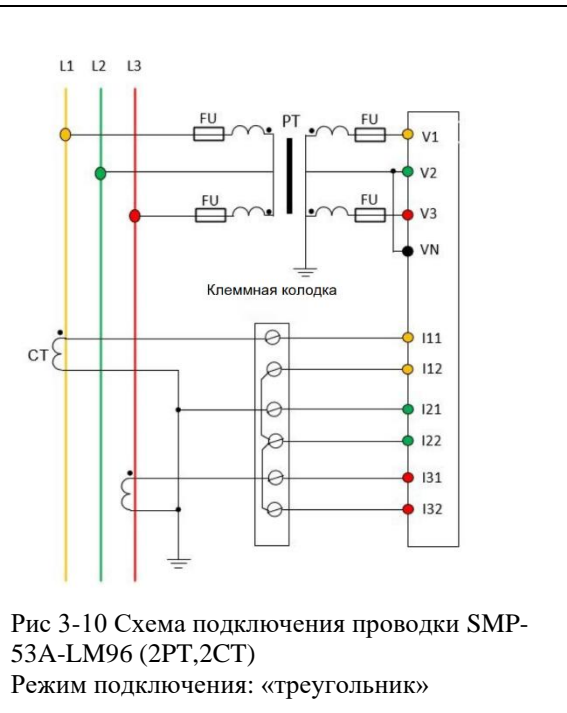 L1 L2 L3
FU PT FU
V1
V2
FU FU
V3
VN
Клеммная колодка
I11
CT
I12
I21
I22
I31
I32
Рис 3-10 Схема подключения проводки SMP-
53A-LM96 (2PT,2CT)
Режим подключения: «треугольник»